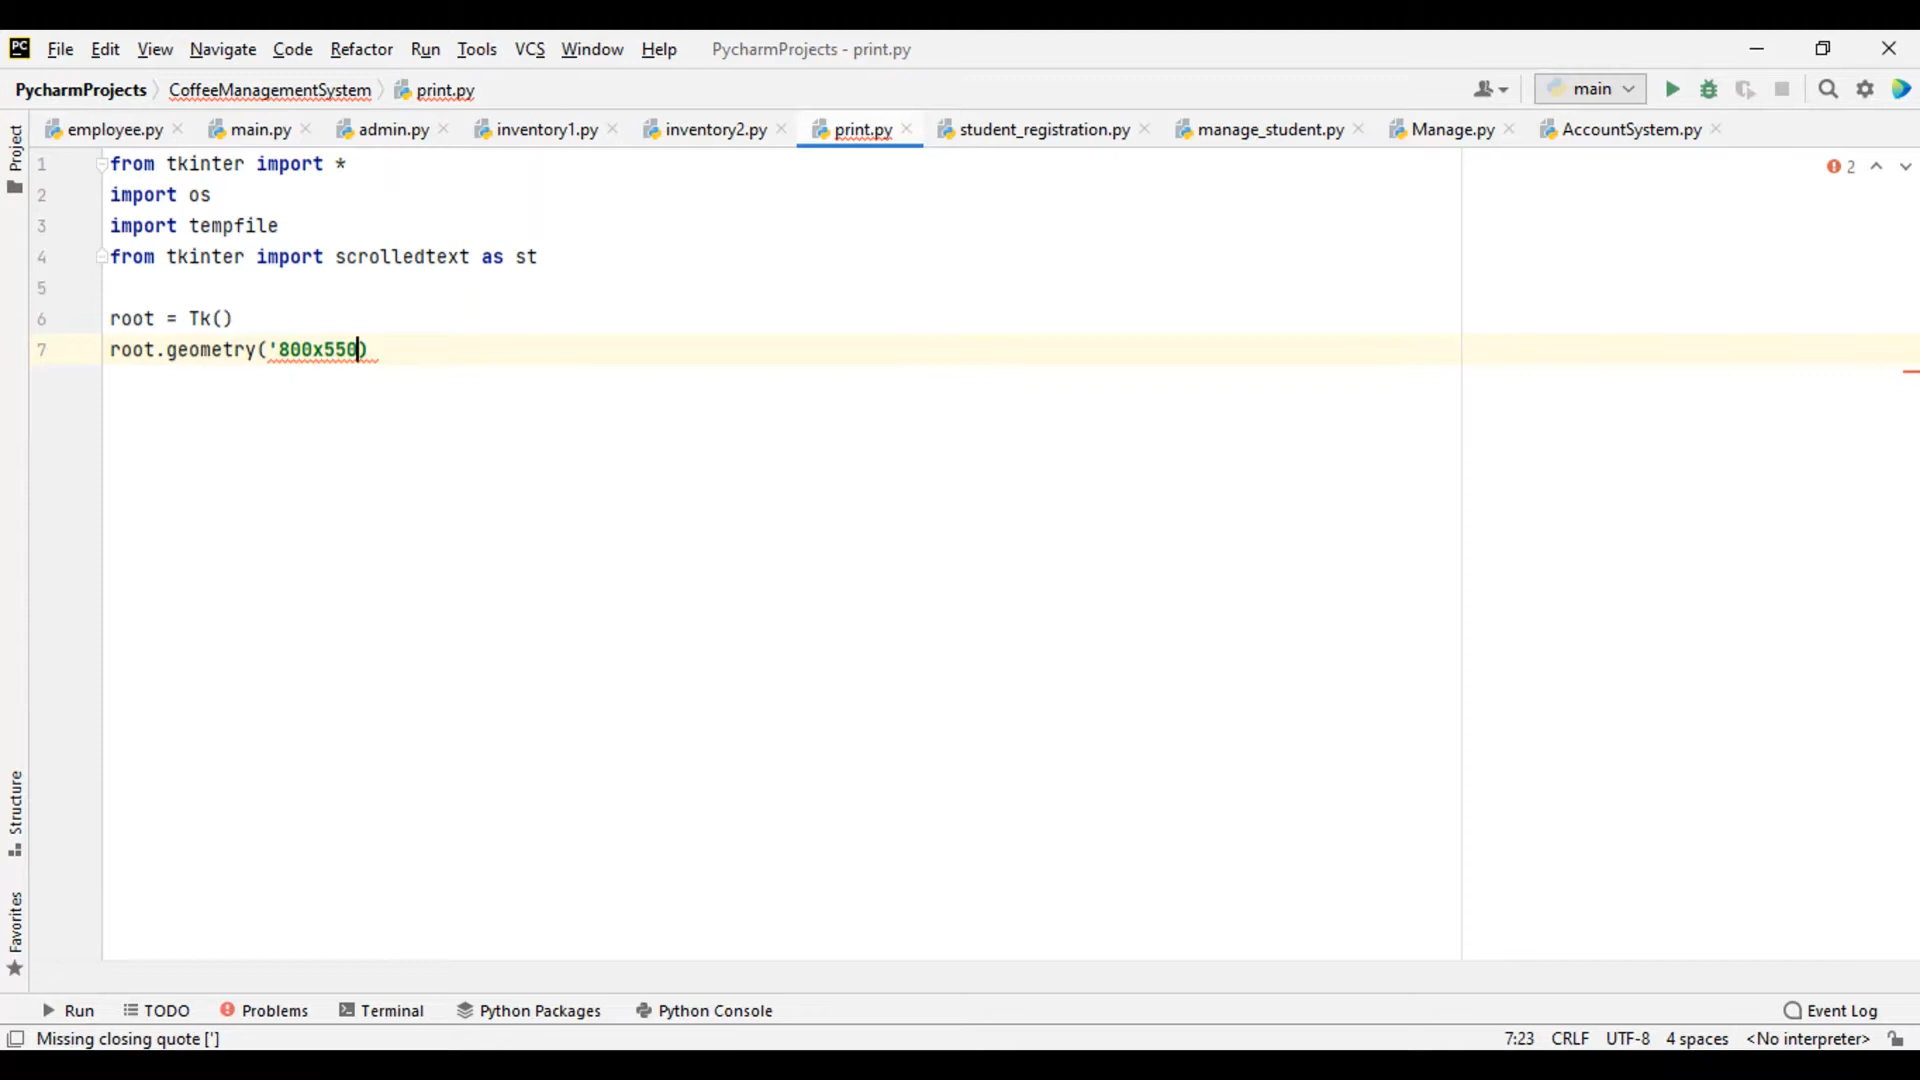 PC File Edit View Navigate Code Refactor Run Tools VCS Window Help PycharmProjects - print.py
PycharmProjects CoffeeManagementSystem print.py main
employee.py main.py admin.py inventory1.py inventory2.py print.py student_registration.py manage_student.py Manage.py AccountSystem.py
Project
1 from tkinter import *
2 import os
3 import tempfile
4 from tkinter import scrolledtext as st
5
6 root = Tk()
7 root.geometry('800x550)
2
Structure
Favorites
Run TODO Problems Terminal Python Packages Python Console Event Log
Missing closing quote ['] 7:23 CRLF UTF-8 4 spaces <No interpreter>